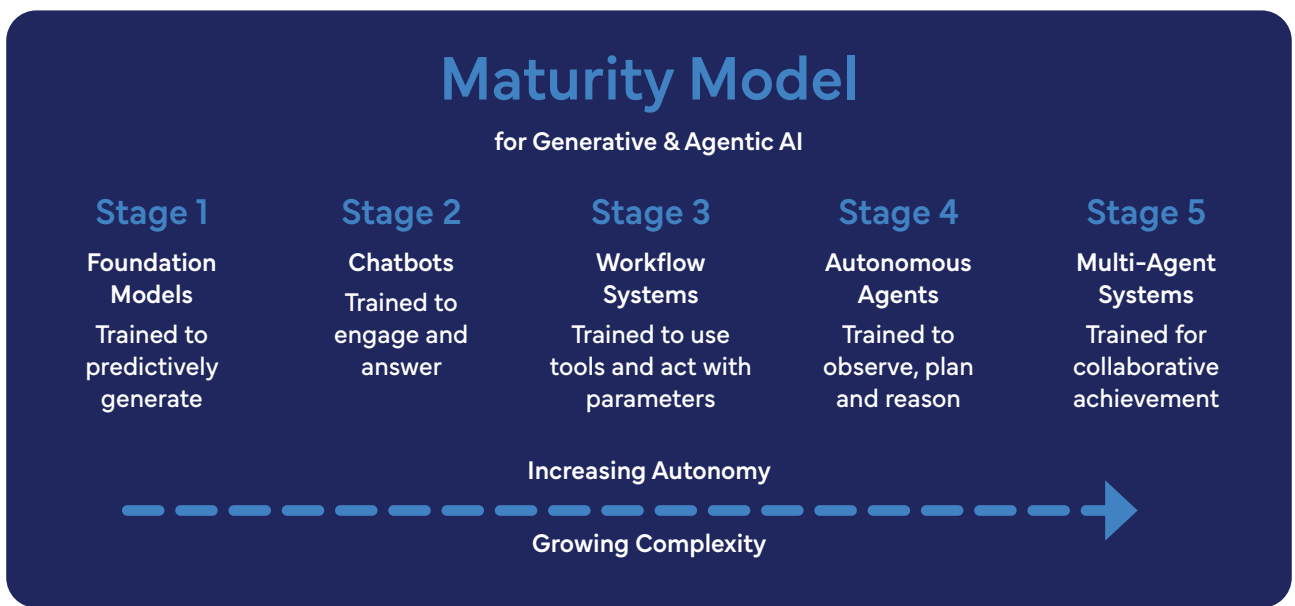 Maturity Model
for Generative & Agentic AI
Stage 1
Foundation
Models
Trained to
predictively
generate
Stage 2
Chatbots
Trained to
engage and
answer
Stage 3
Workflow
Systems
Trained to use
tools and act with
parameters
Stage 4
Autonomous
Agents
Trained to
observe, plan
and reason
Stage 5
Multi-Agent
Systems
Trained for
collaborative
achievement
Increasing Autonomy
Growing Complexity